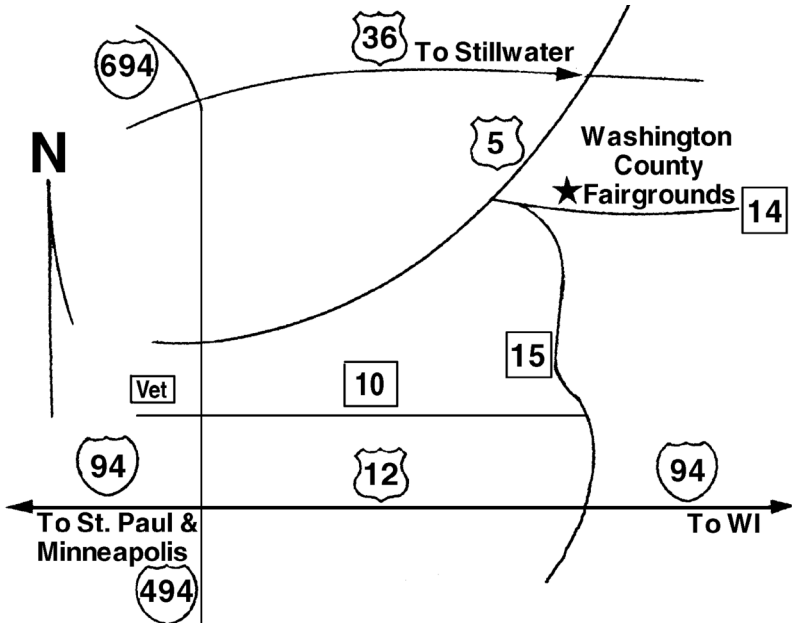 36
694
To Stillwater
5
Washington
County
Fairgrounds
N
14
15
10
Vet
94
12
94
To St. Paul &
Minneapolis
To WI
494